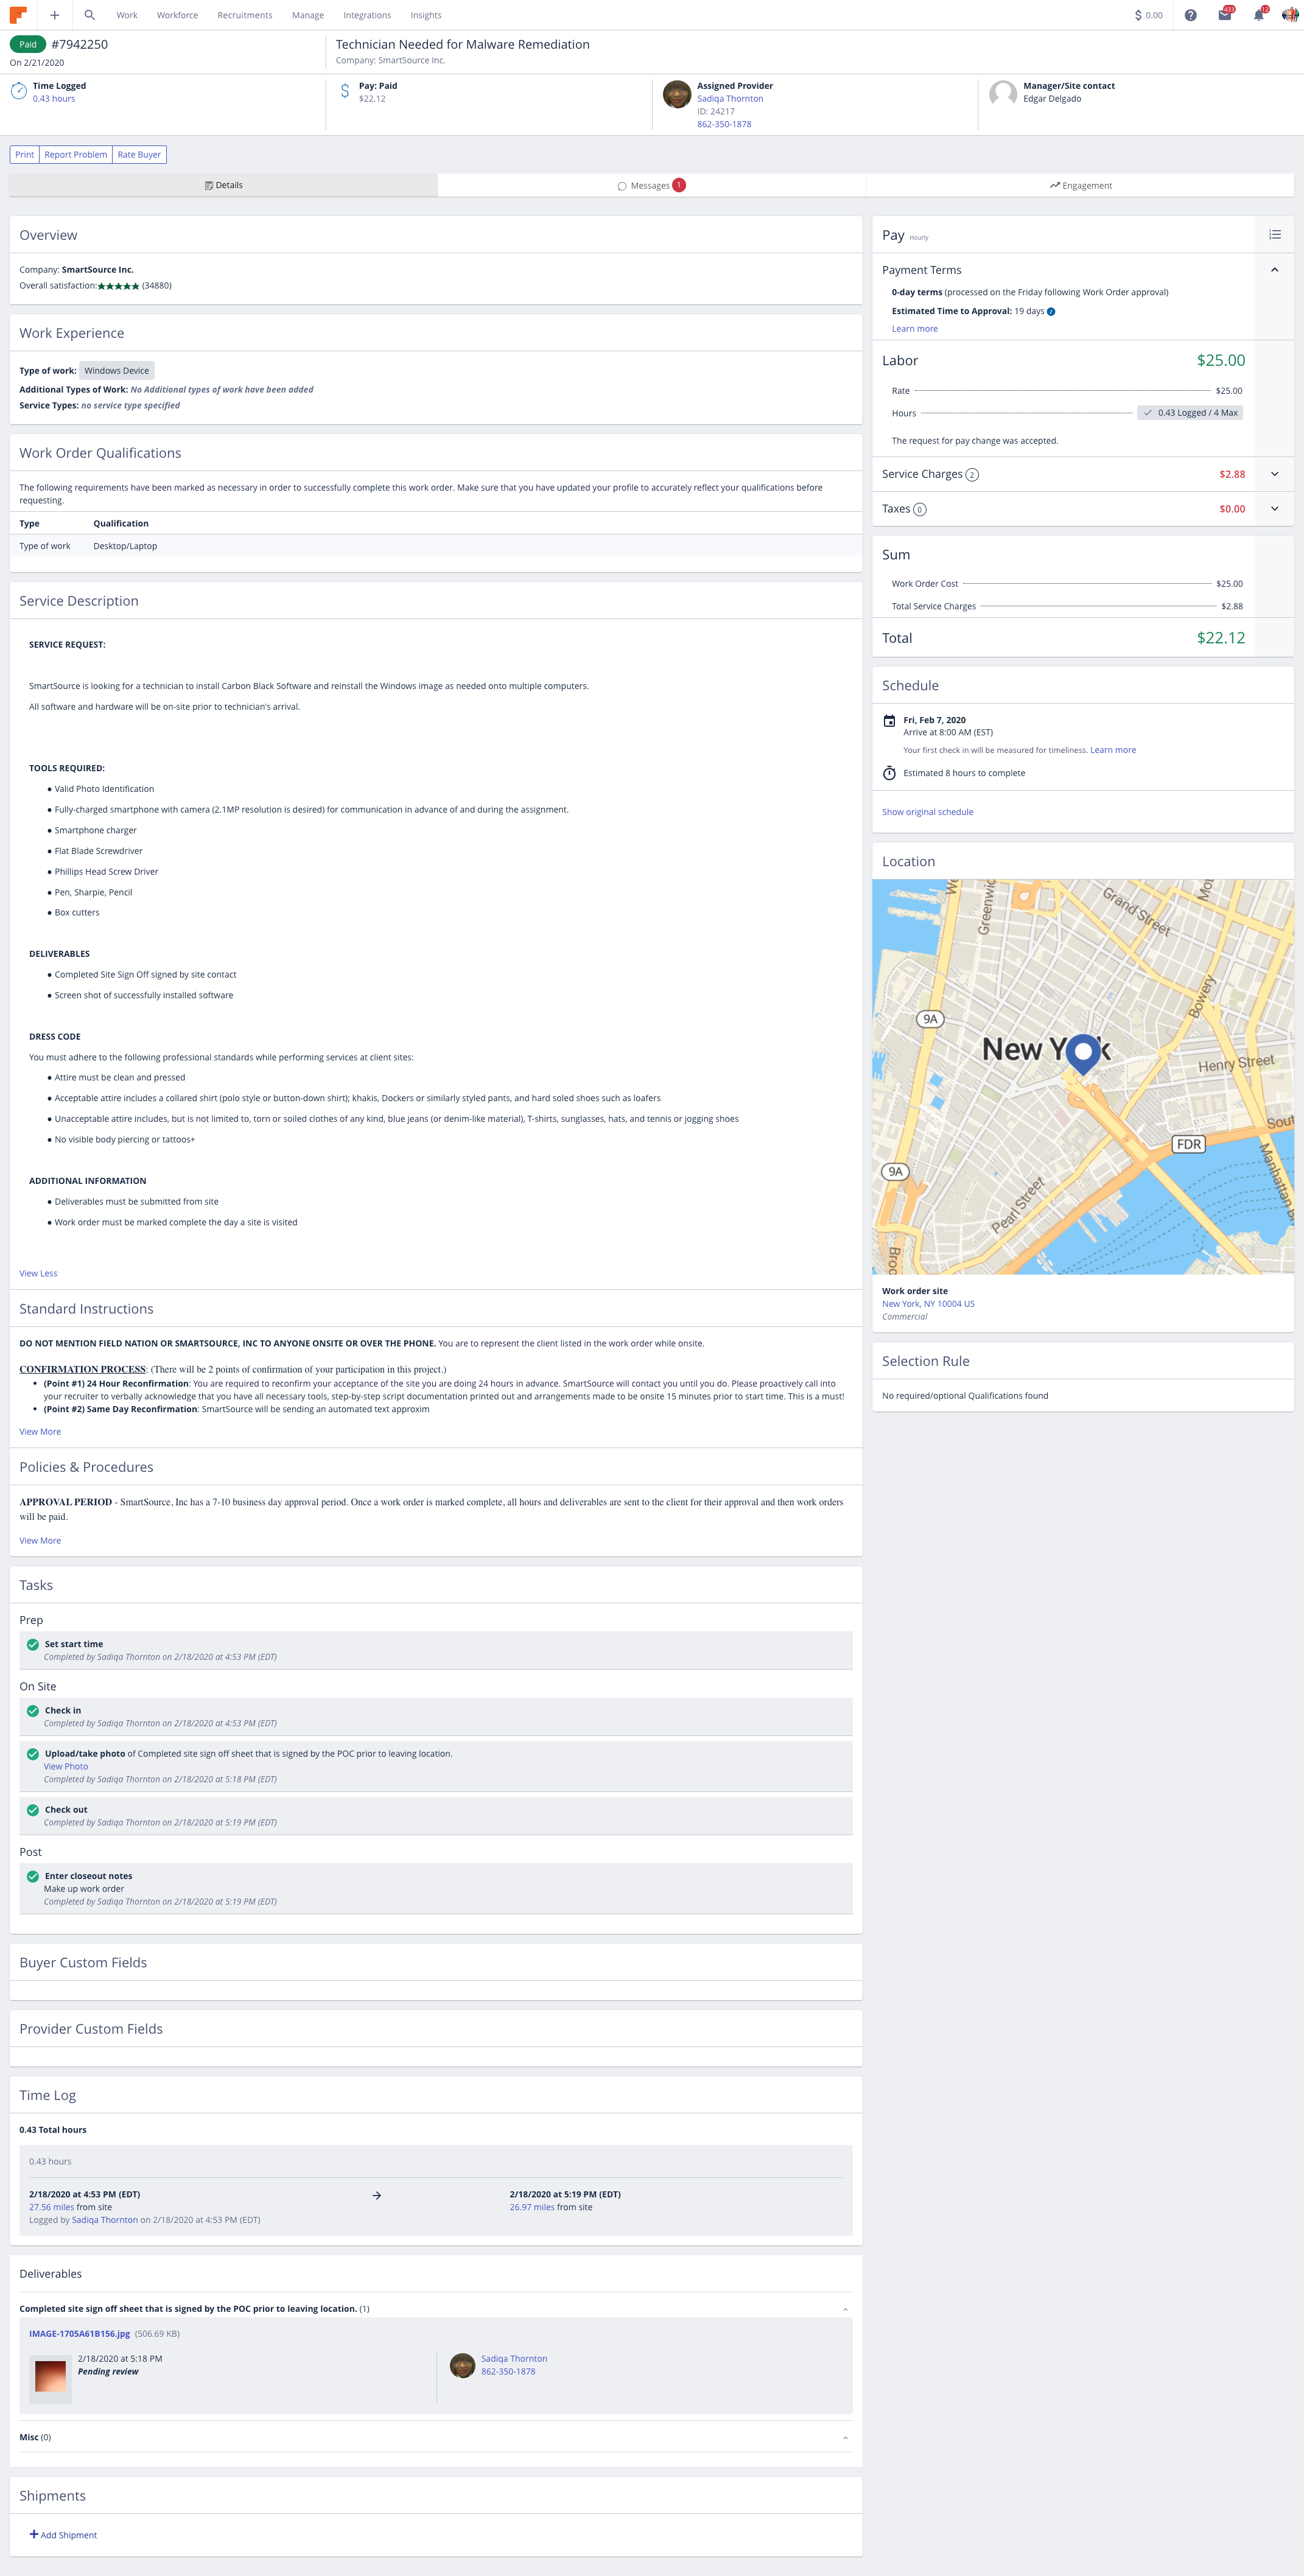 Work Workforce Recruitments Manage Integrations Insights $ 0.00 431 12
Paid #7942250
On 2/21/2020
Technician Needed for Malware Remediation
Company: SmartSource Inc.
Time Logged
0.43 hours
Pay: Paid
$22.12
Assigned Provider
Sadiqa Thornton
ID: 24217
862-350-1878
Manager/Site contact
Edgar Delgado
Print Report Problem Rate Buyer
Details Messages 1 Engagement
Overview
Company: SmartSource Inc.
Overall satisfaction:★★★★★ (34880)
Work Experience
Type of work: Windows Device
Additional Types of Work: No Additional types of work have been added
Service Types: no service type specified
Work Order Qualifications
The following requirements have been marked as necessary in order to successfully complete this work order. Make sure that you have updated your profile to accurately reflect your qualifications before
requesting.
Type Qualification
Type of work Desktop/Laptop
Service Description
SERVICE REQUEST:
SmartSource is looking for a technician to install Carbon Black Software and reinstall the Windows image as needed onto multiple computers.
All software and hardware will be on-site prior to technician's arrival.
TOOLS REQUIRED:
● Valid Photo Identification
● Fully-charged smartphone with camera (2.1MP resolution is desired) for communication in advance of and during the assignment.
● Smartphone charger
● Flat Blade Screwdriver
● Phillips Head Screw Driver
● Pen, Sharpie, Pencil
● Box cutters
DELIVERABLES
● Completed Site Sign Off signed by site contact
● Screen shot of successfully installed software
DRESS CODE
You must adhere to the following professional standards while performing services at client sites:
● Attire must be clean and pressed
● Acceptable attire includes a collared shirt (polo style or button-down shirt); khakis, Dockers or similarly styled pants, and hard soled shoes such as loafers
● Unacceptable attire includes, but is not limited to, torn or soiled clothes of any kind, blue jeans (or denim-like material), T-shirts, sunglasses, hats, and tennis or jogging shoes
● No visible body piercing or tattoos+
ADDITIONAL INFORMATION
● Deliverables must be submitted from site
● Work order must be marked complete the day a site is visited
View Less
Standard Instructions
DO NOT MENTION FIELD NATION OR SMARTSOURCE, INC TO ANYONE ONSITE OR OVER THE PHONE. You are to represent the client listed in the work order while onsite.
CONFIRMATION PROCESS: (There will be 2 points of confirmation of your participation in this project.)
• (Point #1) 24 Hour Reconfirmation: You are required to reconfirm your acceptance of the site you are doing 24 hours in advance. SmartSource will contact you until you do. Please proactively call into
your recruiter to verbally acknowledge that you have all necessary tools, step-by-step script documentation printed out and arrangements made to be onsite 15 minutes prior to start time. This is a must!
• (Point #2) Same Day Reconfirmation: SmartSource will be sending an automated text approxim
View More
Policies & Procedures
APPROVAL PERIOD - SmartSource, Inc has a 7-10 business day approval period. Once a work order is marked complete, all hours and deliverables are sent to the client for their approval and then work orders
will be paid.
View More
Tasks
Prep
Set start time
Completed by Sadiqa Thornton on 2/18/2020 at 4:53 PM (EDT)
On Site
Check in
Completed by Sadiqa Thornton on 2/18/2020 at 4:53 PM (EDT)
Upload/take photo of Completed site sign off sheet that is signed by the POC prior to leaving location.
View Photo
Completed by Sadiqa Thornton on 2/18/2020 at 5:18 PM (EDT)
Check out
Completed by Sadiqa Thornton on 2/18/2020 at 5:19 PM (EDT)
Post
Enter closeout notes
Make up work order
Completed by Sadiqa Thornton on 2/18/2020 at 5:19 PM (EDT)
Buyer Custom Fields
Provider Custom Fields
Time Log
0.43 Total hours
0.43 hours
2/18/2020 at 4:53 PM (EDT) → 2/18/2020 at 5:19 PM (EDT)
27.56 miles from site 26.97 miles from site
Logged by Sadiqa Thornton on 2/18/2020 at 4:53 PM (EDT)
Deliverables
Completed site sign off sheet that is signed by the POC prior to leaving location. (1)
IMAGE-1705A61B156.jpg (506.69 KB)
2/18/2020 at 5:18 PM
Pending review
Sadiqa Thornton
862-350-1878
Misc (0)
Shipments
+ Add Shipment
Pay Hourly
Payment Terms
0-day terms (processed on the Friday following Work Order approval)
Estimated Time to Approval: 19 days
Learn more
Labor $25.00
Rate $25.00
Hours ✓ 0.43 Logged / 4 Max
The request for pay change was accepted.
Service Charges 2 $2.88
Taxes 0 $0.00
Sum
Work Order Cost $25.00
Total Service Charges $2.88
Total $22.12
Schedule
Fri, Feb 7, 2020
Arrive at 8:00 AM (EST)
Your first check in will be measured for timeliness. Learn more
Estimated 8 hours to complete
Show original schedule
Location
We
Greenwic
Grand Street
Mot
Bowery
9A
New York
Henry Street
FDR
Sout
9A
Pearl Street
Manhattan B
Broo
Work order site
New York, NY 10004 US
Commercial
Selection Rule
No required/optional Qualifications found